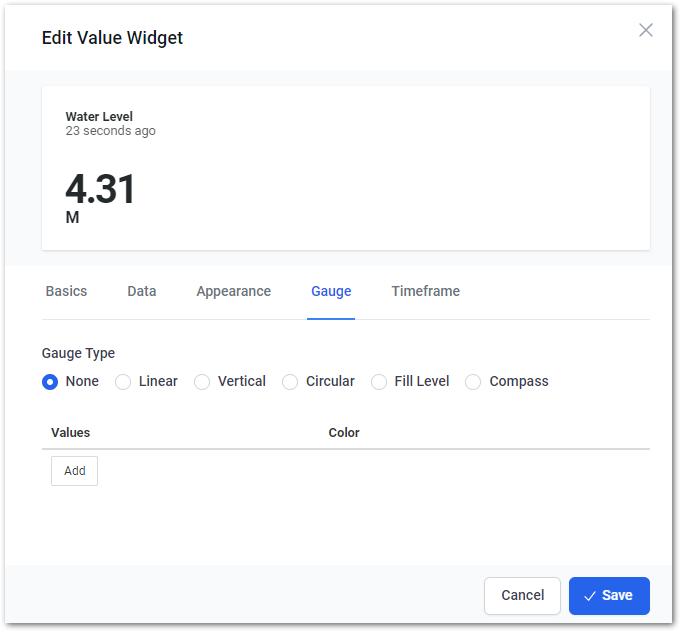 Edit Value Widget
Water Level
23 seconds ago
4.31
M
Basics Data Appearance Gauge Timeframe
Gauge Type
None Linear Vertical Circular Fill Level Compass
Values Color
Add
Cancel Save